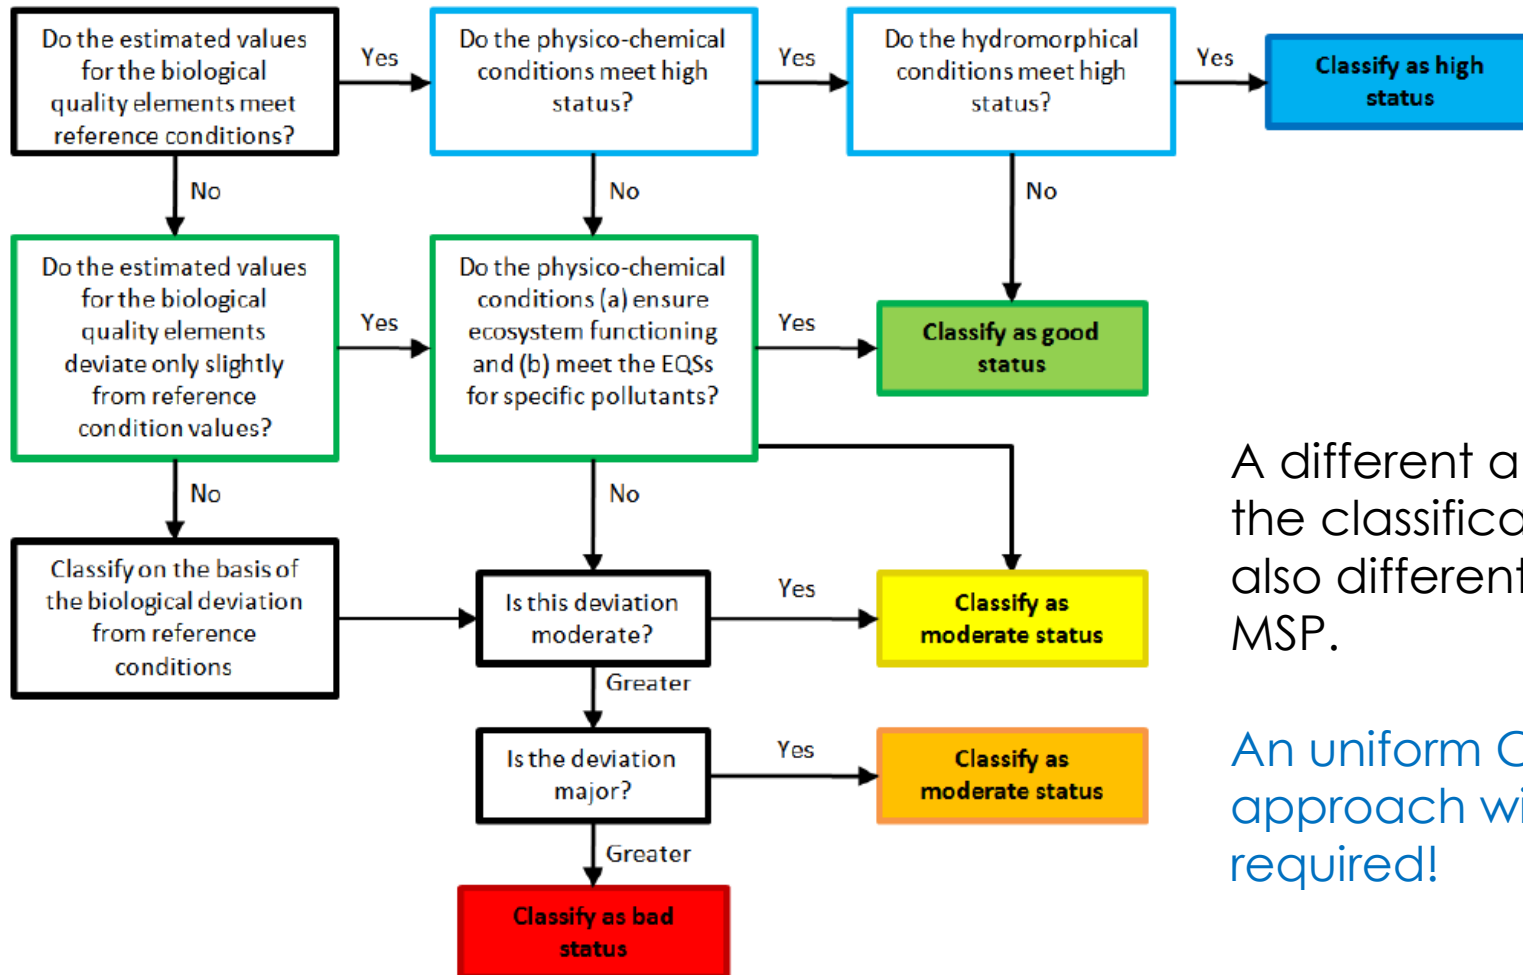 Do the estimated values
for the biological
quality elements meet
reference conditions?
Yes
Do the physico-chemical
conditions meet high
status?
Yes
Do the hydromorphical
conditions meet high
status?
Yes
Classify as high
status
No
No
No
Do the estimated values
for the biological
quality elements
deviate only slightly
from reference
condition values?
Yes
Do the physico-chemical
conditions (a) ensure
ecosystem functioning
and (b) meet the EQSs
for specific pollutants?
Yes
Classify as good
status
No
No
Classify on the basis of
the biological deviation
from reference
conditions
Is this deviation
moderate?
Yes
Classify as
moderate status
Greater
Is the deviation
major?
Yes
Classify as
moderate status
Greater
Classify as bad
status
A different a
the classifica
also different
MSP.
An uniform
approach wi
required!